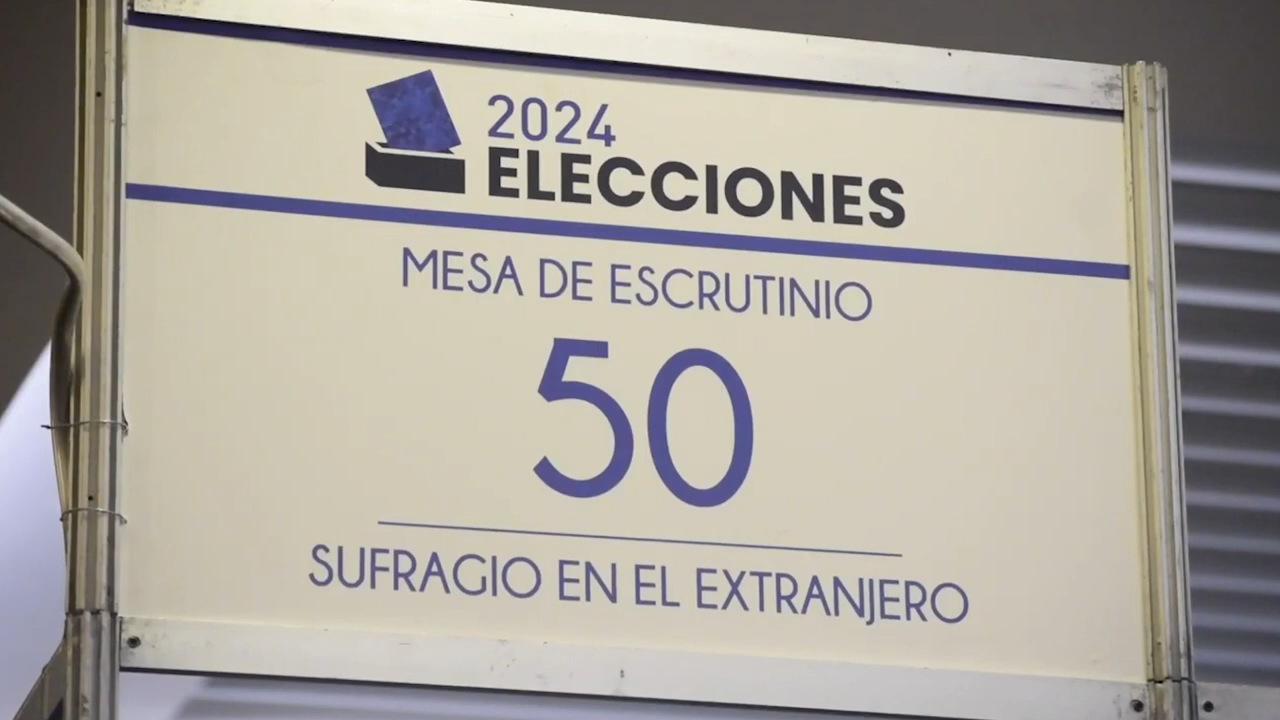 2024
ELECCIONES
MESA DE ESCRUTINIO
50
SUFRAGIO EN EL EXTRANJERO